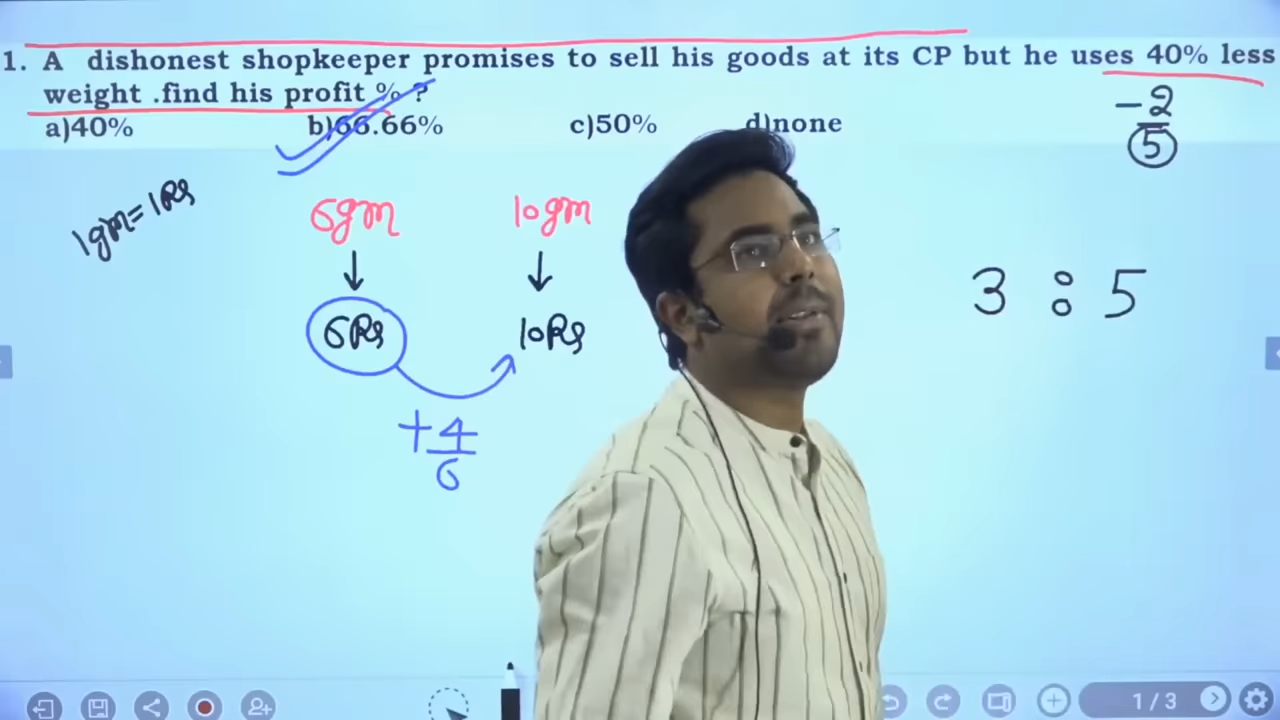 1. A dishonest shopkeeper promises to sell his goods at its CP but he uses 40% less
weight .find his profit % ?
a)40% b)66.66% c)50% d)none
-2
5
1gm=1Rs
6gm 10gm
3 : 5
6Rs 10Rs
+4
6
1 / 3